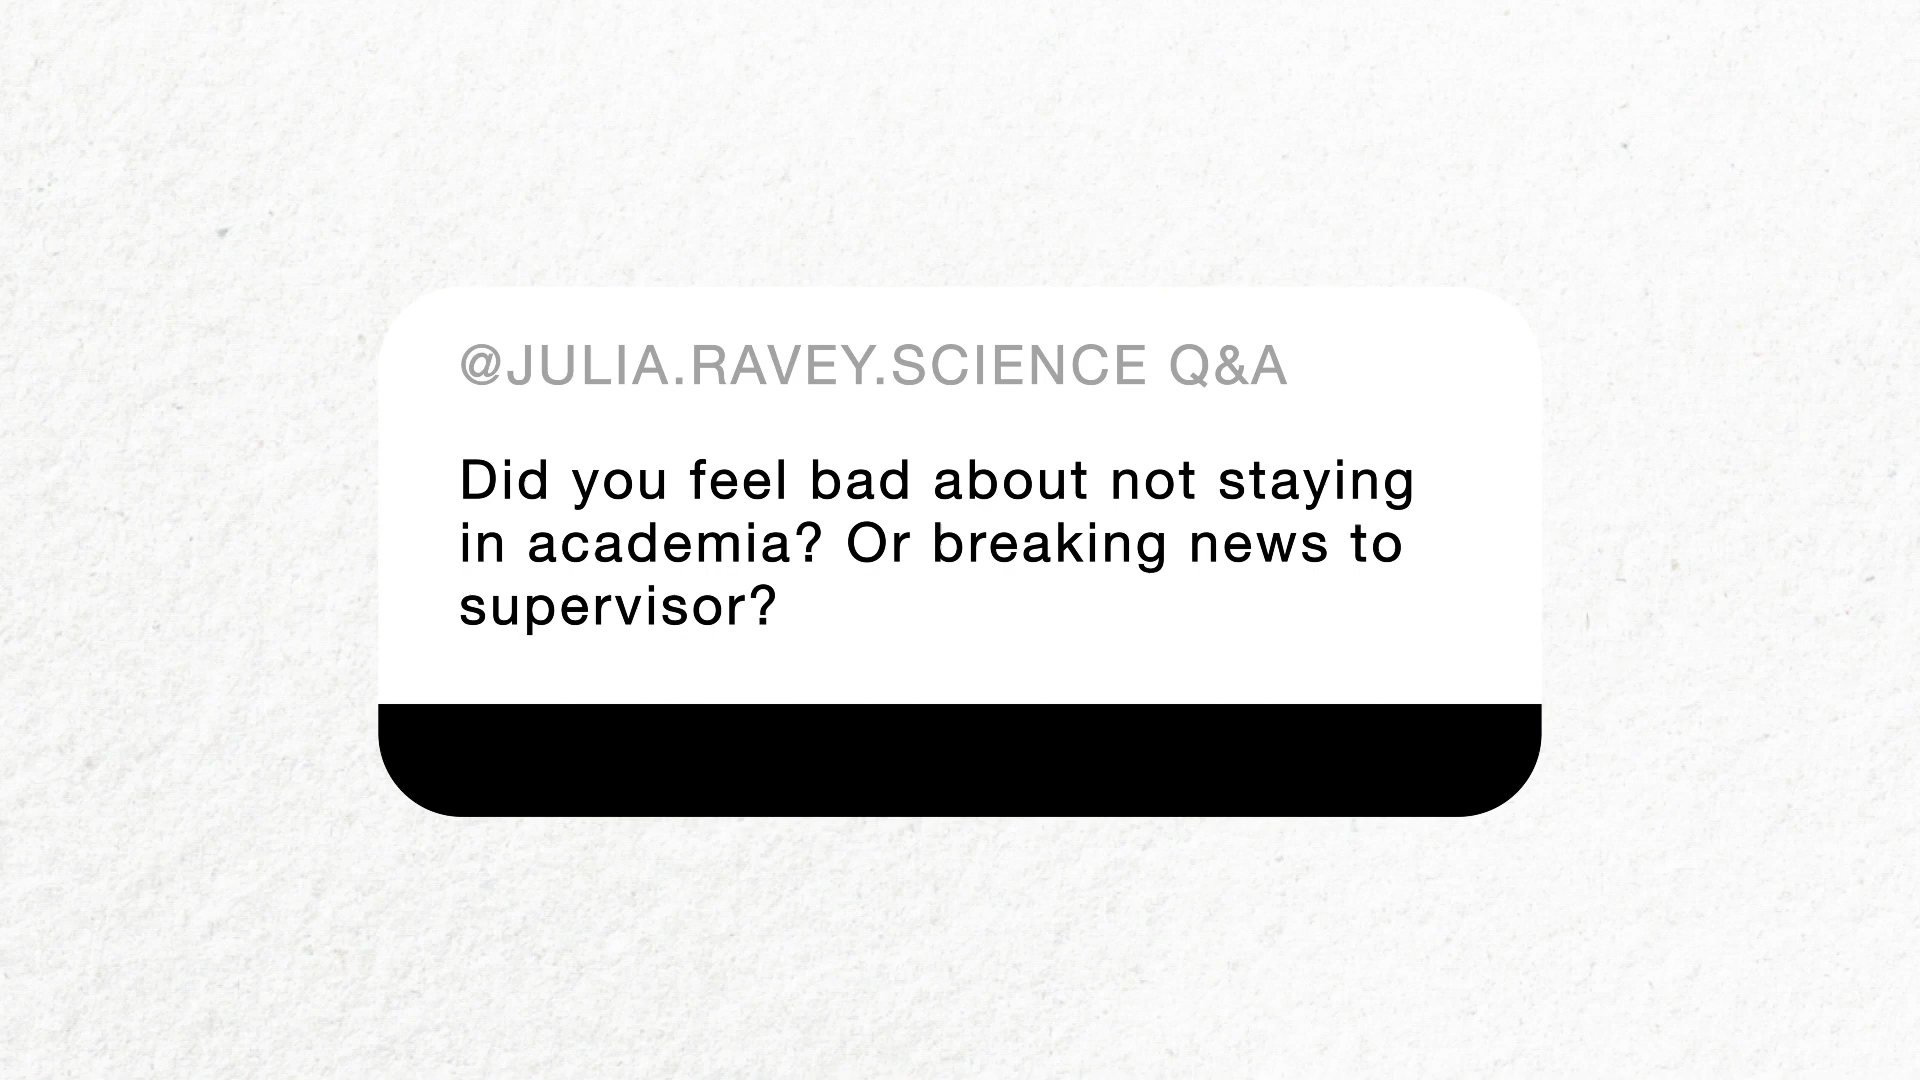 @JULIA.RAVEY.SCIENCE Q&A
Did you feel bad about not staying
in academia? Or breaking news to
supervisor?